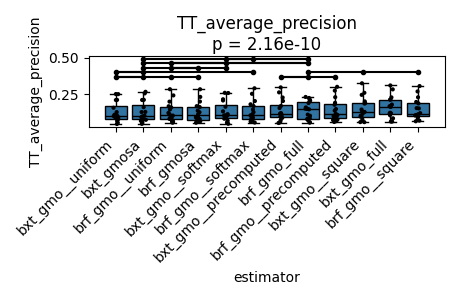 TT_average_precision
p = 2.16e-10
TT_average_precision
0.50
0.25
bxt_gmo__uniform
bxt_gmosa
brf_gmo__uniform
brf_gmosa
bxt_gmo__softmax
brf_gmo__softmax
bxt_gmo__precomputed
brf_gmo_full
brf_gmo__precomputed
bxt_gmo__square
bxt_gmo_full
brf_gmo__square
estimator